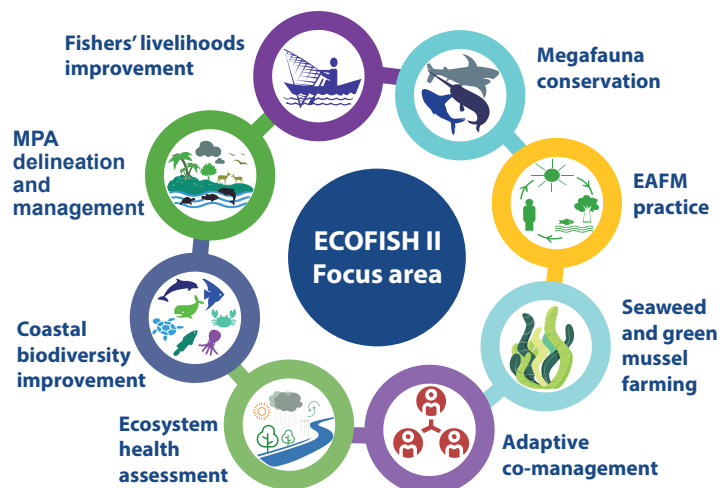 Fishers' livelihoods
improvement
Megafauna
conservation
MPA
delineation
and
management
EAFM
practice
ECOFISH II
Focus area
Coastal
biodiversity
improvement
Seaweed
and green
mussel
farming
Ecosystem
health
assessment
Adaptive
co-management